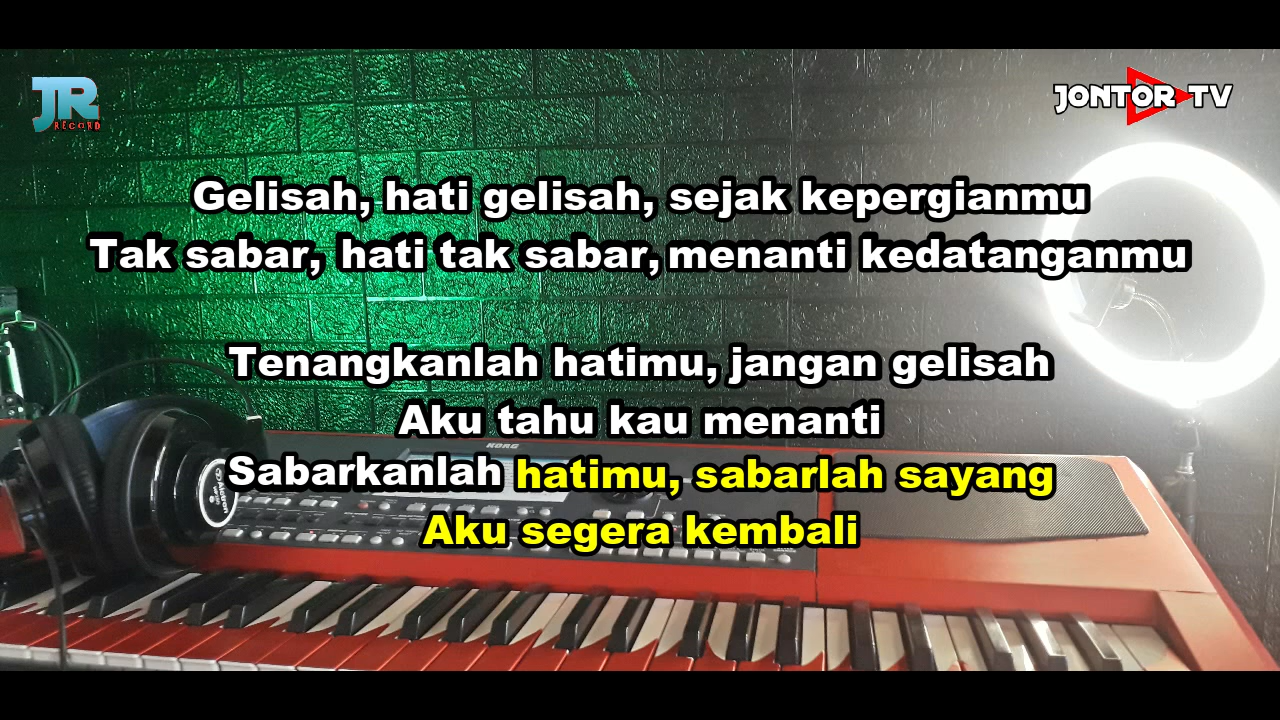 JR
RECORD
JONTOR TV
Gelisah, hati gelisah, sejak kepergianmu
Tak sabar, hati tak sabar, menanti kedatanganmu
Tenangkanlah hatimu, jangan gelisah
Aku tahu kau menanti
KORG
Sabarkanlah hatimu, sabarlah sayang
Aku segera kembali